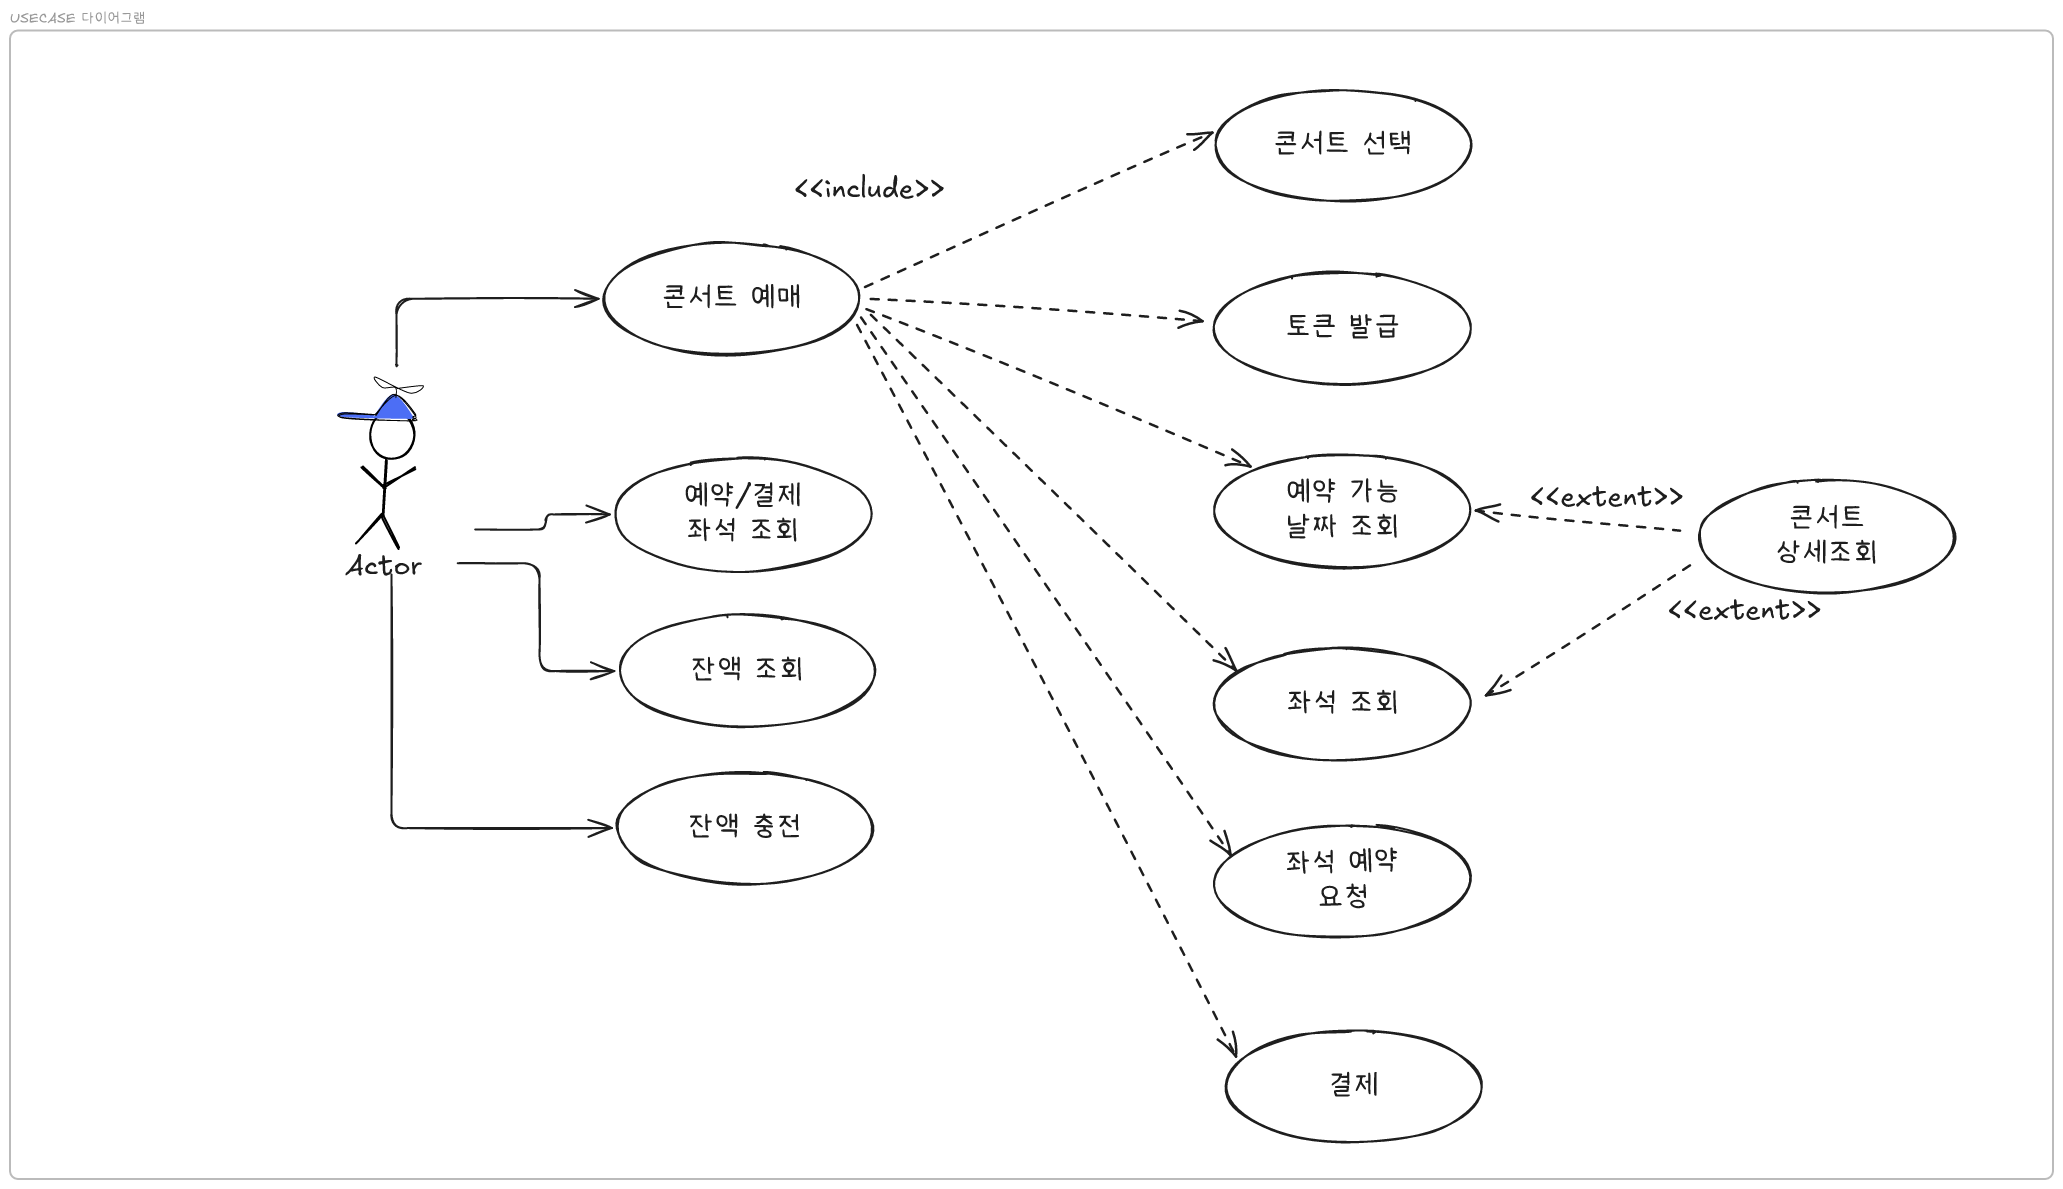 USECASE 다이어그램
콘서트 선택
<<include>>
콘서트 예매
토큰 발급
예약/결제
좌석 조회
예약 가능
날짜 조회
<<extent>>
콘서트
상세조회
Actor
<<extent>>
잔액 조회
좌석 조회
잔액 충전
좌석 예약
요청
결제